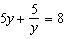 5y + 5/y = 8